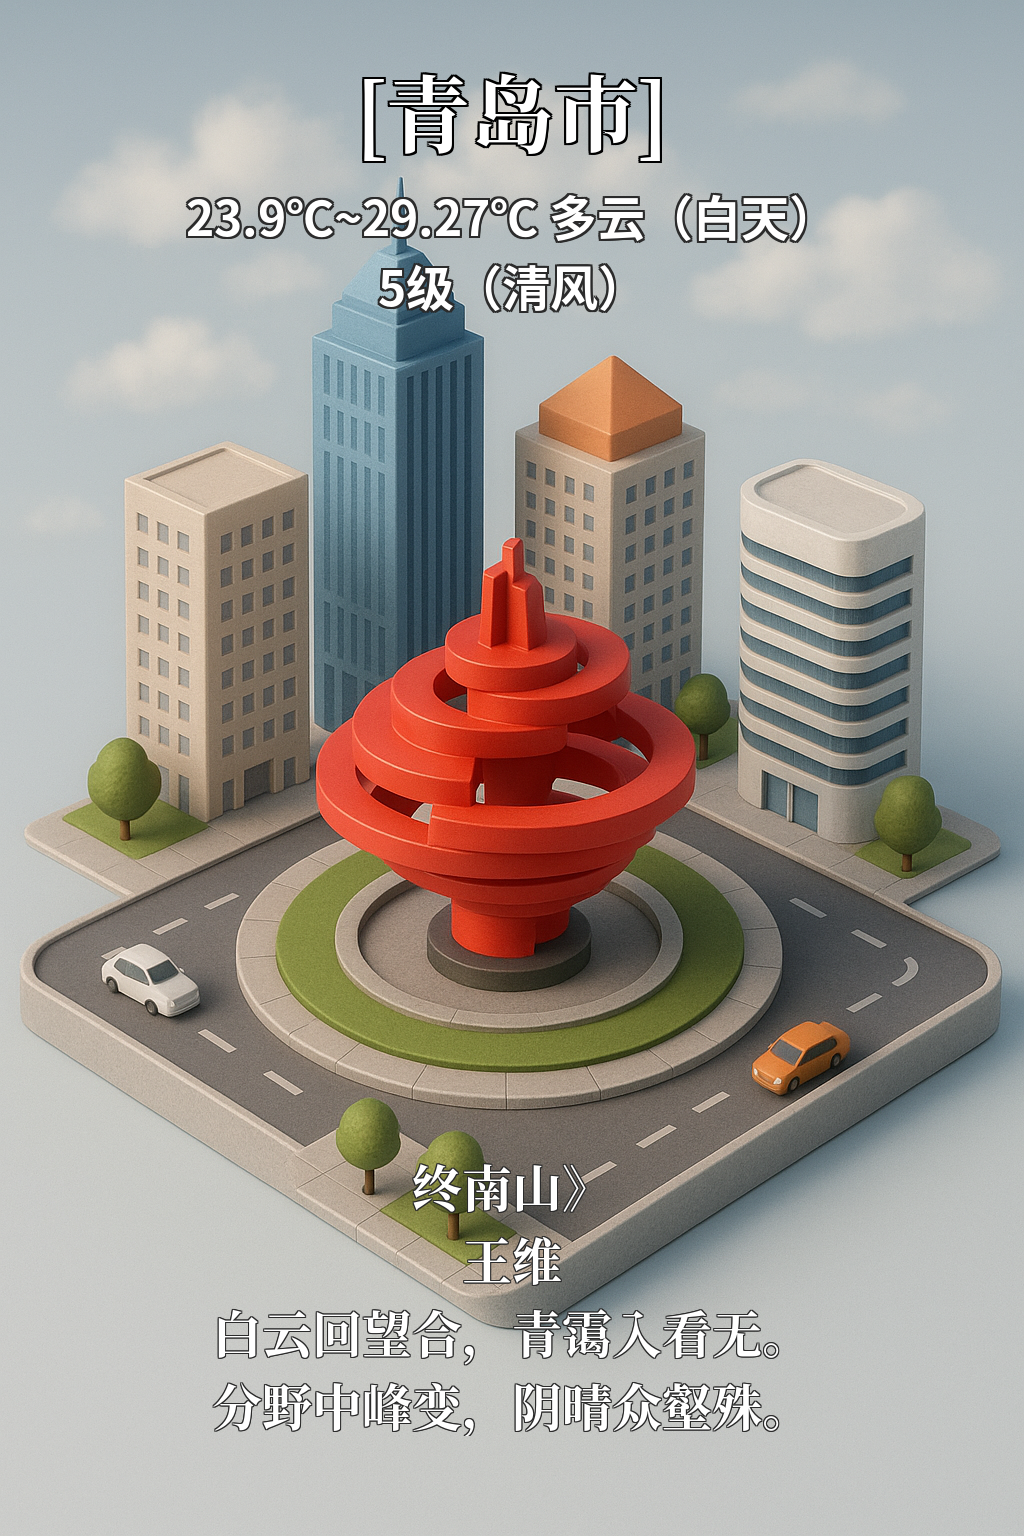 [青岛市]
23.9℃~29.27℃ 多云（白天）
5级（清风）
终南山》
王维
白云回望合，青霭入看无。
分野中峰变，阴晴众壑殊。